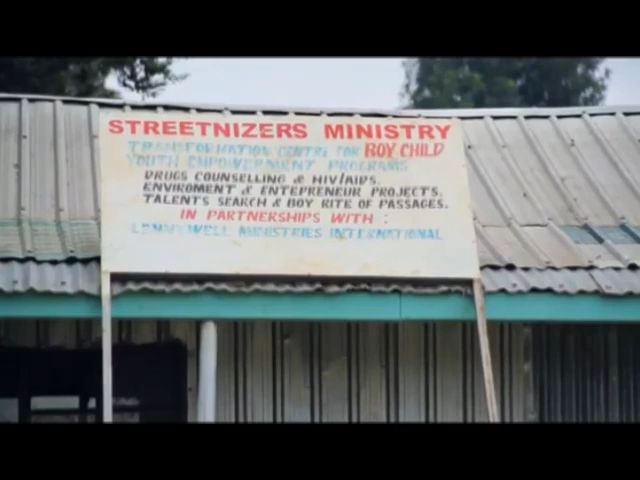 STREETNIZERS MINISTRY
TRANSFORMATION CENTRE FOR BOY CHILD
YOUTH EMPOWERMENT PROGRAMS
DRUGS COUNSELLING & HIV/AIDS.
ENVIROMENT & ENTEPRENEUR PROJECTS.
TALENTS SEARCH & BOY RITE OF PASSAGES.
IN PARTNERSHIPS WITH :
MINISTRIES INTERNATIONAL